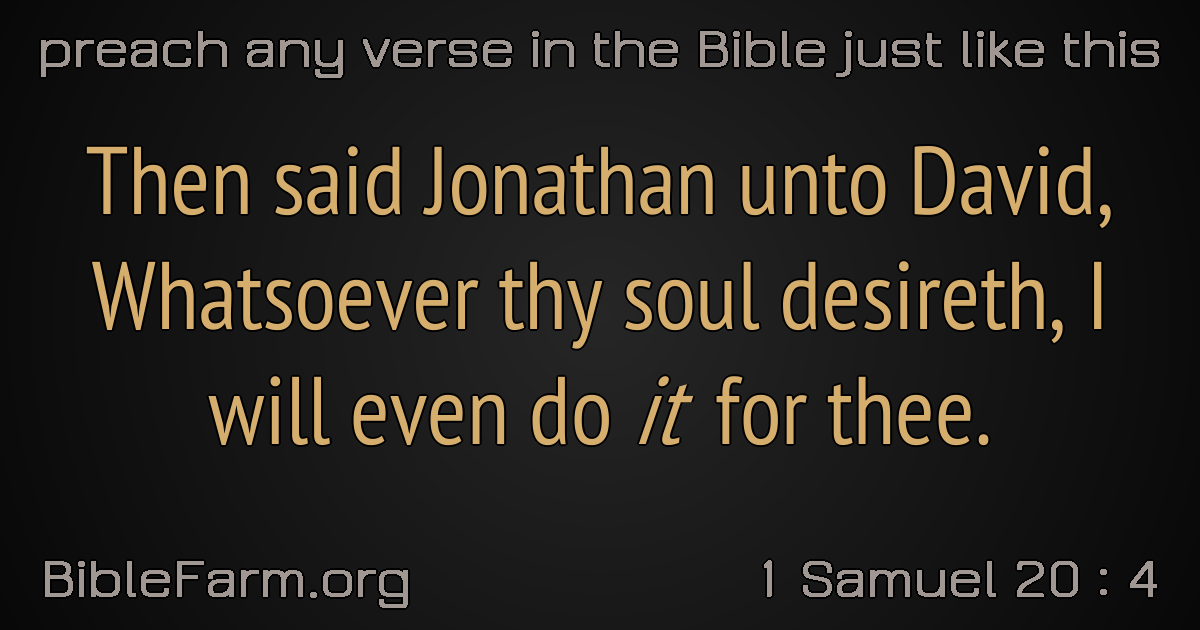 preach any verse in the Bible just like this
Then said Jonathan unto David,
Whatsoever thy soul desireth, I
will even do it for thee.
BibleFarm.org
1 Samuel 20 : 4